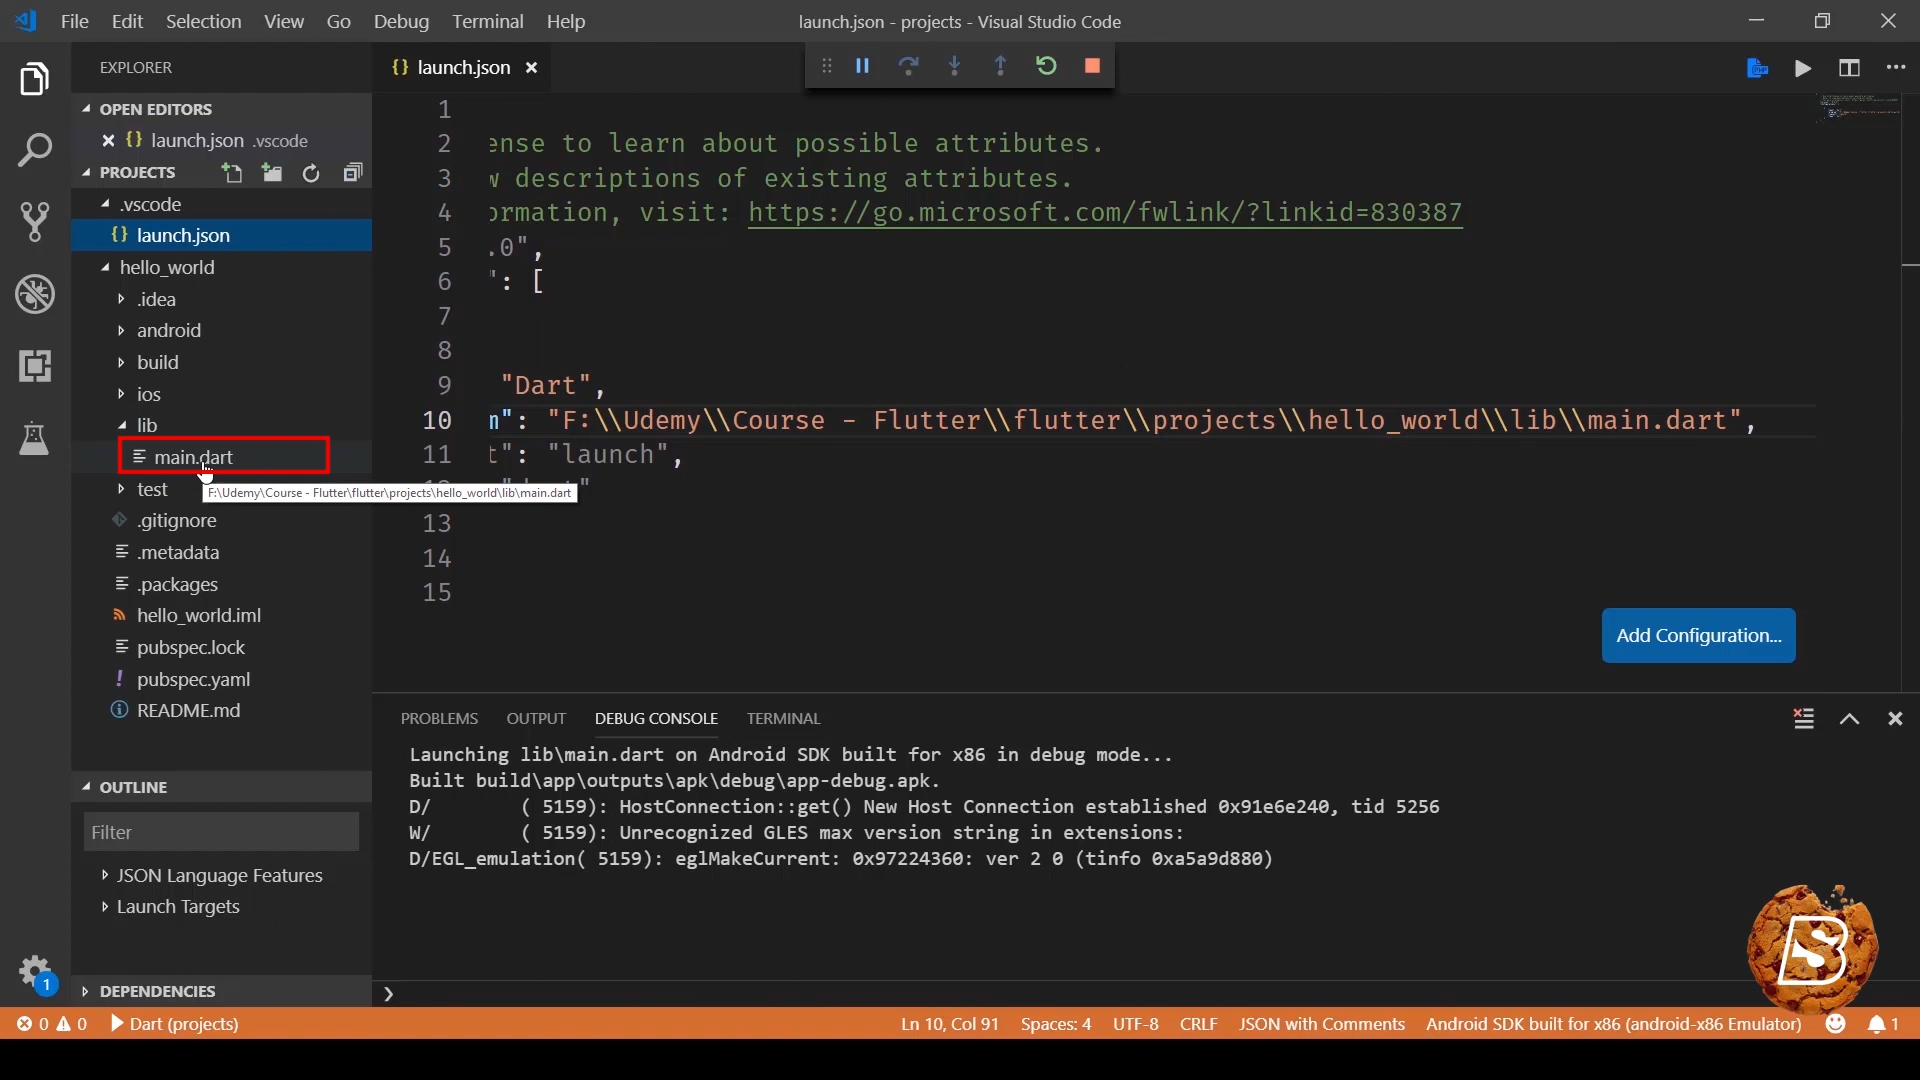 File Edit Selection View Go Debug Terminal Help
launch.json - projects - Visual Studio Code
EXPLORER
OPEN EDITORS
{} launch.json .vscode
PROJECTS
.vscode
{} launch.json
hello_world
.idea
android
build
ios
lib
main.dart
test
F:\Udemy\Course - Flutter\flutter\projects\hello_world\lib\main.dart
.gitignore
.metadata
.packages
hello_world.iml
pubspec.lock
! pubspec.yaml
README.md
OUTLINE
Filter
JSON Language Features
Launch Targets
DEPENDENCIES
{} launch.json
1
2 ense to learn about possible attributes.
3 w descriptions of existing attributes.
4 ormation, visit: https://go.microsoft.com/fwlink/?linkid=830387
5 .0",
6 ": [
7
8
9 "Dart",
10 m": "F:\\Udemy\\Course - Flutter\\flutter\\projects\\hello_world\\lib\\main.dart",
11 t": "launch",
13
14
15
Add Configuration...
PROBLEMS OUTPUT DEBUG CONSOLE TERMINAL
Launching lib\main.dart on Android SDK built for x86 in debug mode...
Built build\app\outputs\apk\debug\app-debug.apk.
D/ ( 5159): HostConnection::get() New Host Connection established 0x91e6e240, tid 5256
W/ ( 5159): Unrecognized GLES max version string in extensions:
D/EGL_emulation( 5159): eglMakeCurrent: 0x97224360: ver 2 0 (tinfo 0xa5a9d880)
1
0 0 Dart (projects)
Ln 10, Col 91 Spaces: 4 UTF-8 CRLF JSON with Comments Android SDK built for x86 (android-x86 Emulator) 1